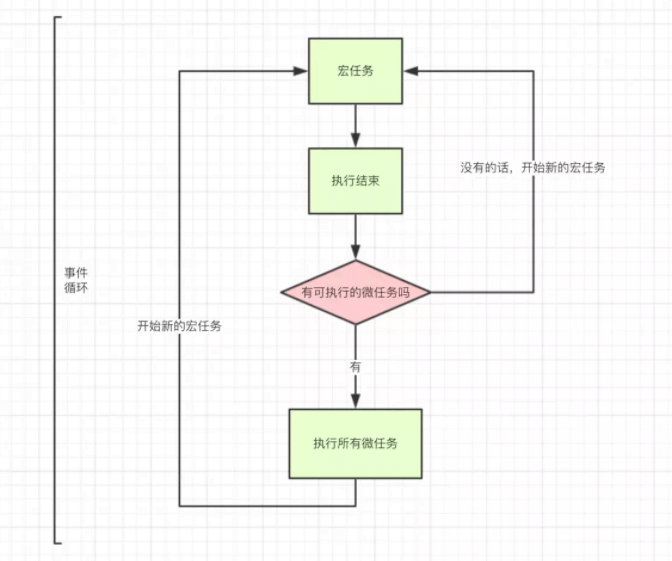 宏任务
执行结束
没有的话，开始新的宏任务
事件
循环
有可执行的微任务吗
开始新的宏任务
有
执行所有微任务